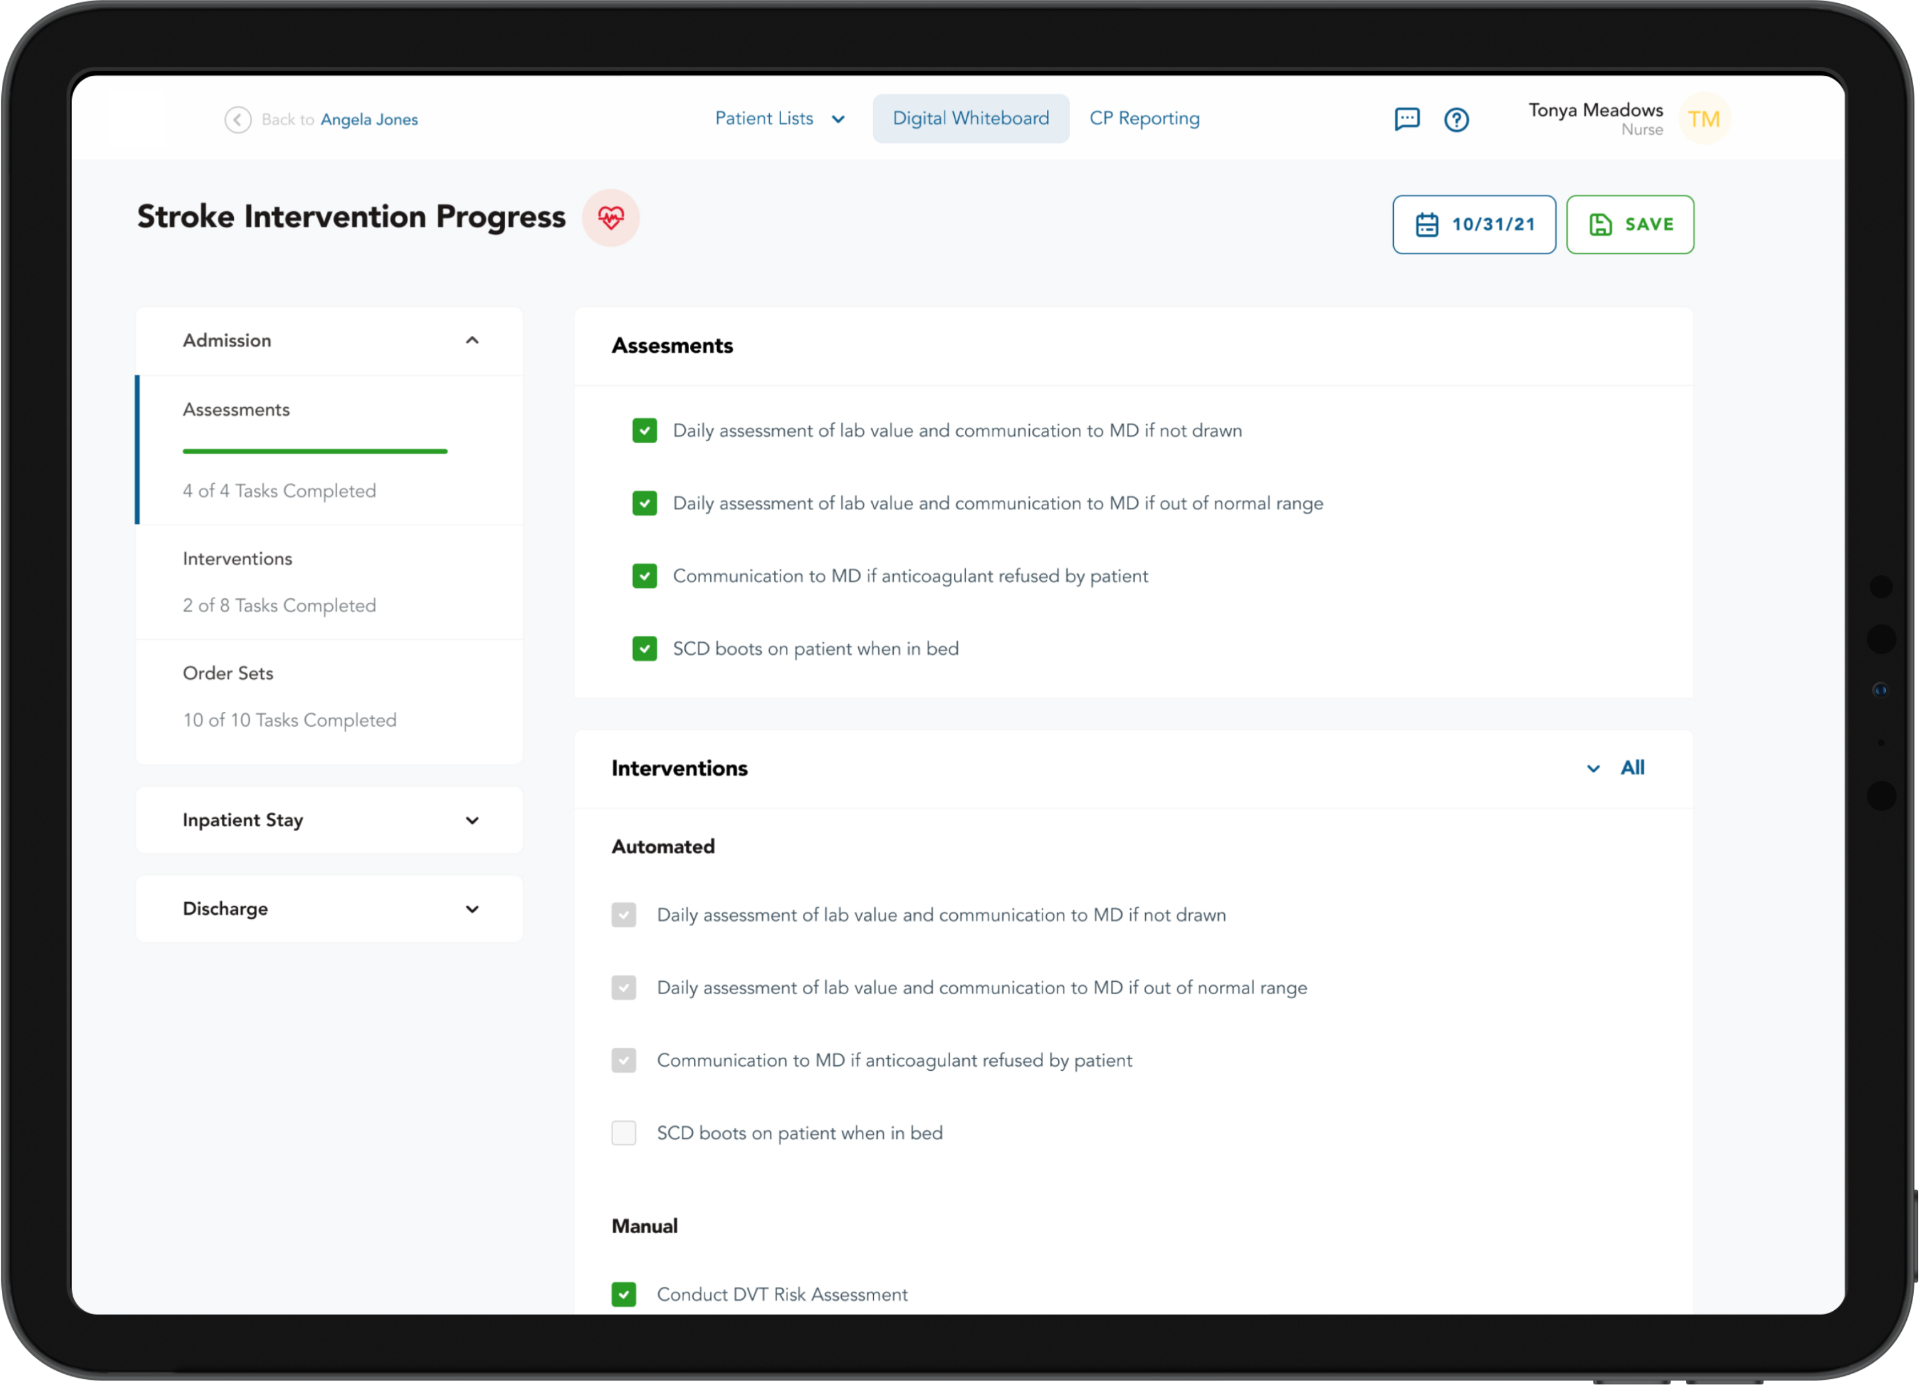 Back to Angela Jones
Patient Lists
Digital Whiteboard
CP Reporting
Tonya Meadows
Nurse
TM
Stroke Intervention Progress
10/31/21
SAVE
Admission
Assessments
4 of 4 Tasks Completed
Interventions
2 of 8 Tasks Completed
Order Sets
10 of 10 Tasks Completed
Inpatient Stay
Discharge
Assesments
Daily assessment of lab value and communication to MD if not drawn
Daily assessment of lab value and communication to MD if out of normal range
Communication to MD if anticoagulant refused by patient
SCD boots on patient when in bed
Interventions
All
Automated
Daily assessment of lab value and communication to MD if not drawn
Daily assessment of lab value and communication to MD if out of normal range
Communication to MD if anticoagulant refused by patient
SCD boots on patient when in bed
Manual
Conduct DVT Risk Assessment